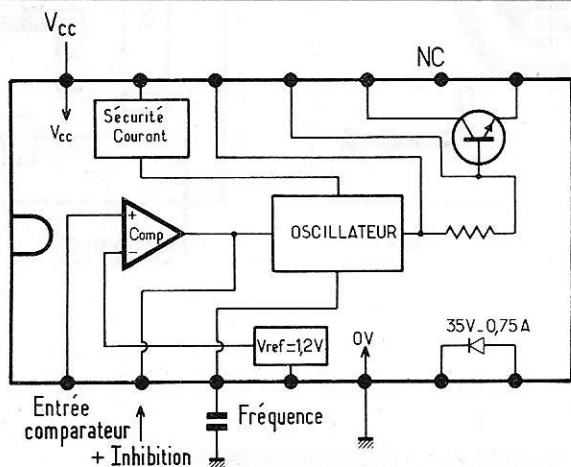 Vcc
NC
Vcc
Sécurité
Courant
+
Comp
−
OSCILLATEUR
Vref=1,2V
0V
35V_0,75A
Entrée
comparateur
+ Inhibition
Fréquence